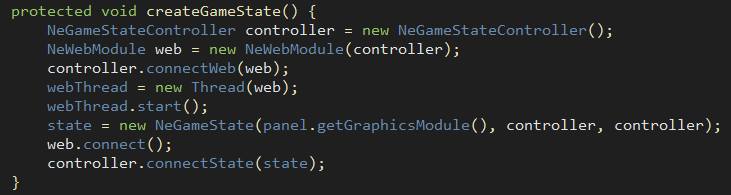 protected void createGameState() {
    NeGameStateController controller = new NeGameStateController();
    NeWebModule web = new NeWebModule(controller);
    controller.connectWeb(web);
    webThread = new Thread(web);
    webThread.start();
    state = new NeGameState(panel.getGraphicsModule(), controller, controller);
    web.connect();
    controller.connectState(state);
}